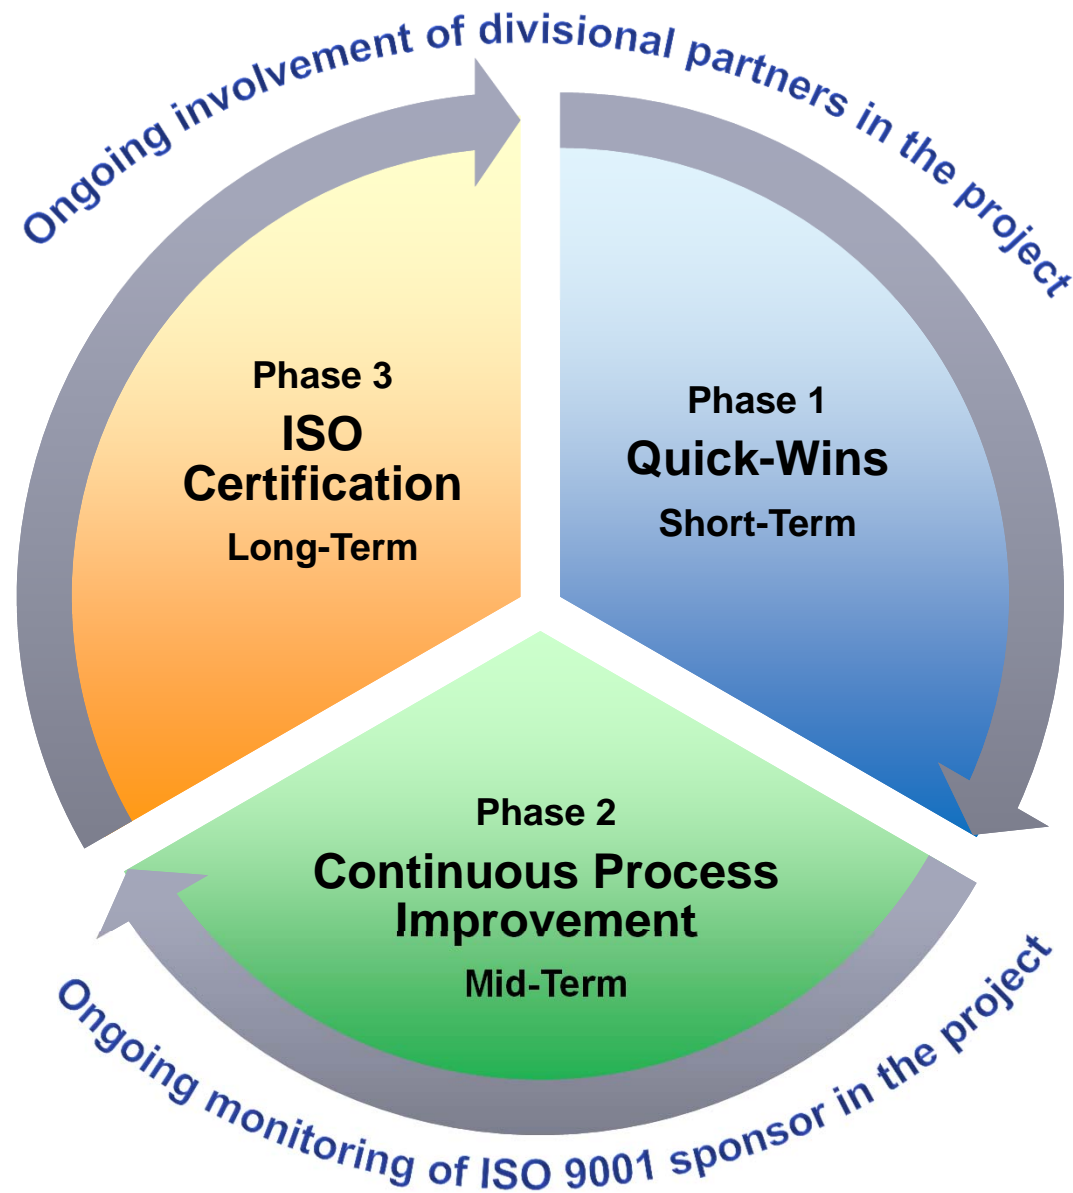 Ongoing involvement of divisional partners in the project
Phase 3
ISO
Certification
Long-Term
Phase 1
Quick-Wins
Short-Term
Phase 2
Continuous Process
Improvement
Mid-Term
Ongoing monitoring of ISO 9001 sponsor in the project